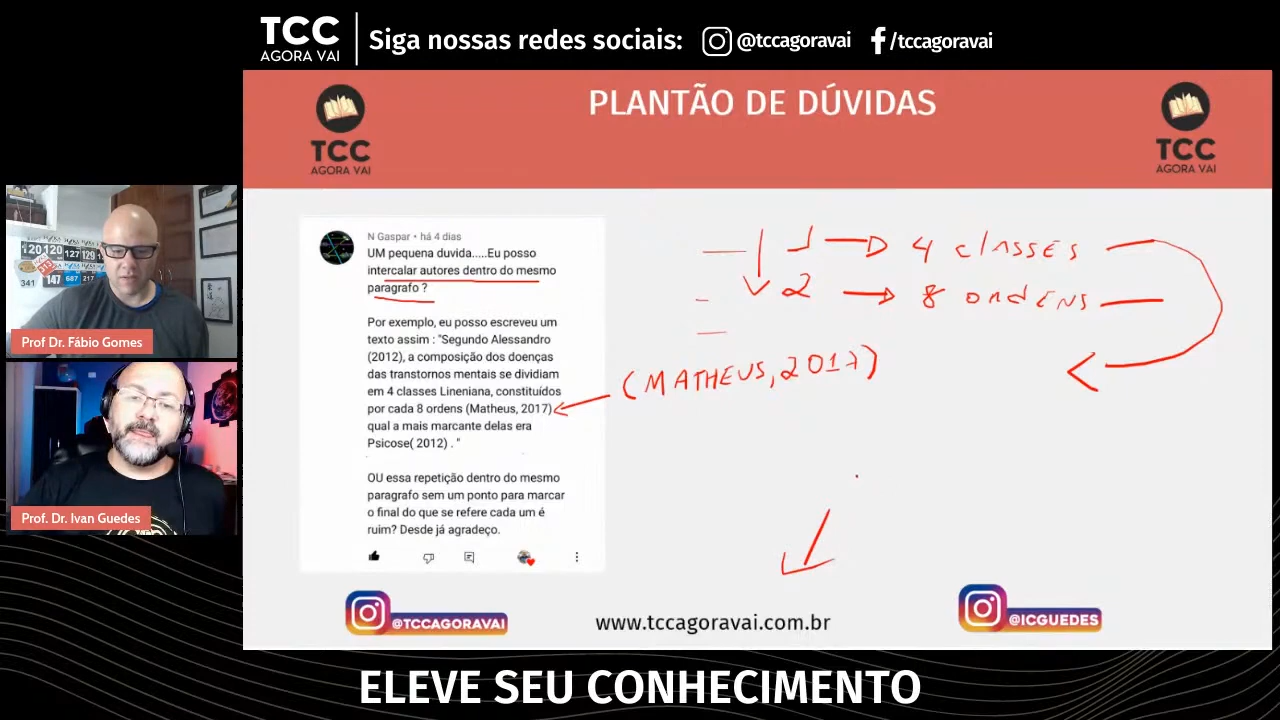 TCC
AGORA VAI
Siga nossas redes sociais:
@tccagoravai
/tccagoravai
PLANTÃO DE DÚVIDAS
TCC
AGORA VAI
TCC
AGORA VAI
N Gaspar • há 4 dias
UM pequena duvida.....Eu posso
intercalar autores dentro do mesmo
paragrafo ?
Por exemplo, eu posso escreveu um
texto assim : "Segundo Alessandro
(2012), a composição dos doenças
das transtornos mentais se dividiam
em 4 classes Lineniana, constituídos
por cada 8 ordens (Matheus, 2017)
qual a mais marcante delas era
Psicose( 2012) . "
OU essa repetição dentro do mesmo
paragrafo sem um ponto para marcar
o final do que se refere cada um é
ruim? Desde já agradeço.
1 4 classes
2 8 ordens
(MATHEUS, 2017)
Prof Dr. Fábio Gomes
Prof. Dr. Ivan Guedes
@TCCAGORAVAI
www.tccagoravai.com.br
@ICGUEDES
ELEVE SEU CONHECIMENTO